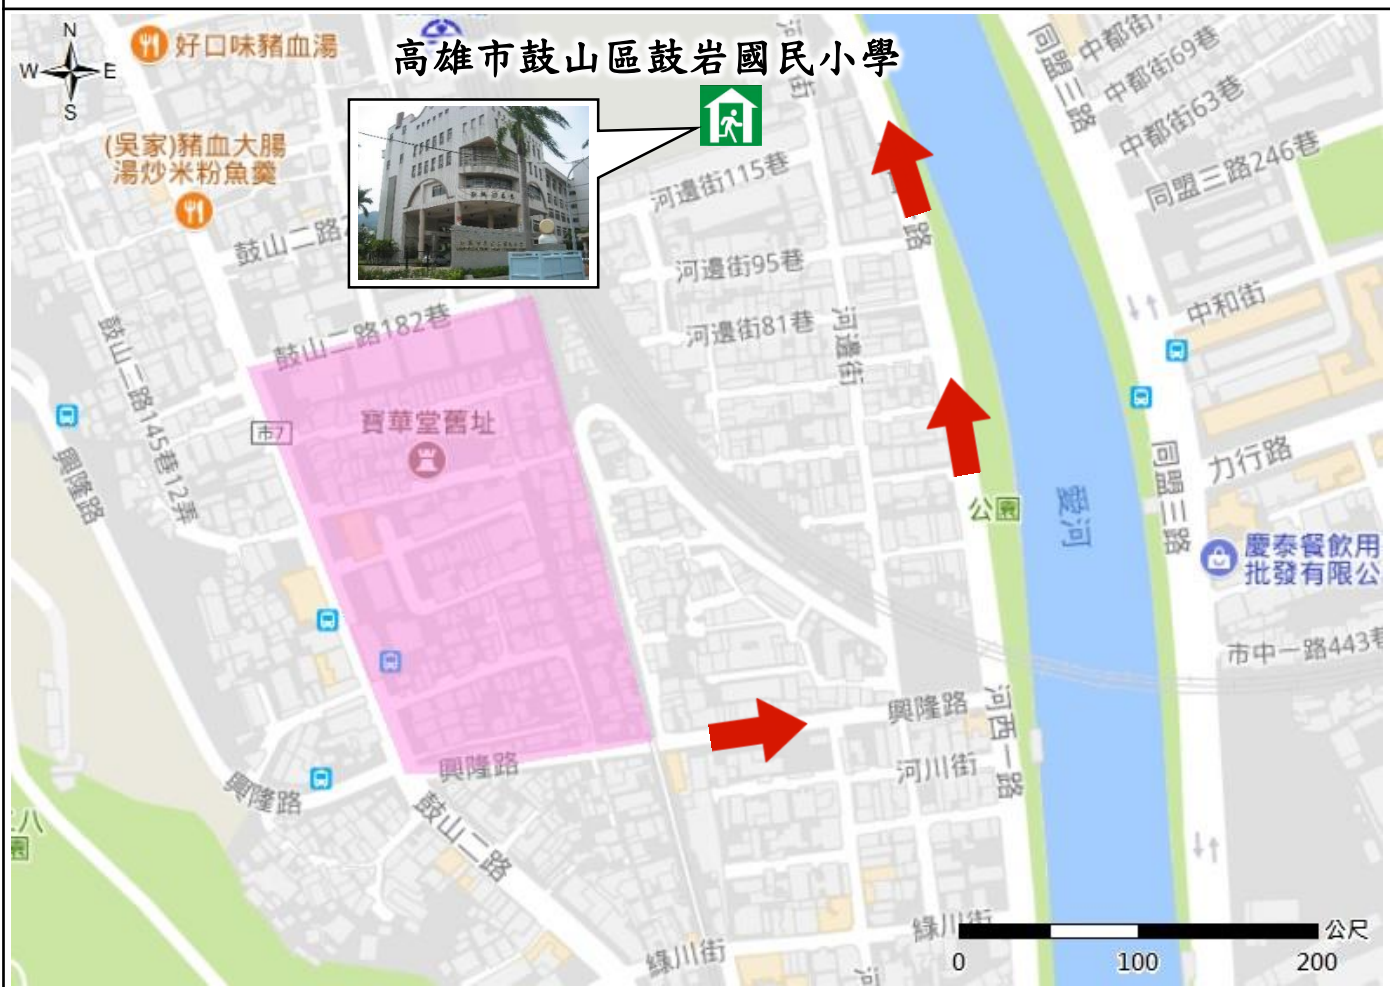 N
W
E
S
好口味豬血湯
高雄市鼓山區鼓岩國民小學
(吳家)豬血大腸
湯炒米粉魚羹
鼓山二路
河邊街115巷
河邊街95巷
河邊街81巷
河邊街
街
路
同盟三路
中都街
中都街69巷
中都街63巷
同盟三路246巷
中和街
力行路
同盟三路
鼓山二路182巷
鼓山二路145巷12弄
市7
寶華堂舊址
興隆路
公園
愛河
慶泰餐飲用
批發有限公
市中一路443巷
興隆路
河西一路
河川街
興隆路
興隆路
鼓山二路
八
園
綠川街
綠川街
河
公尺
0
100
200